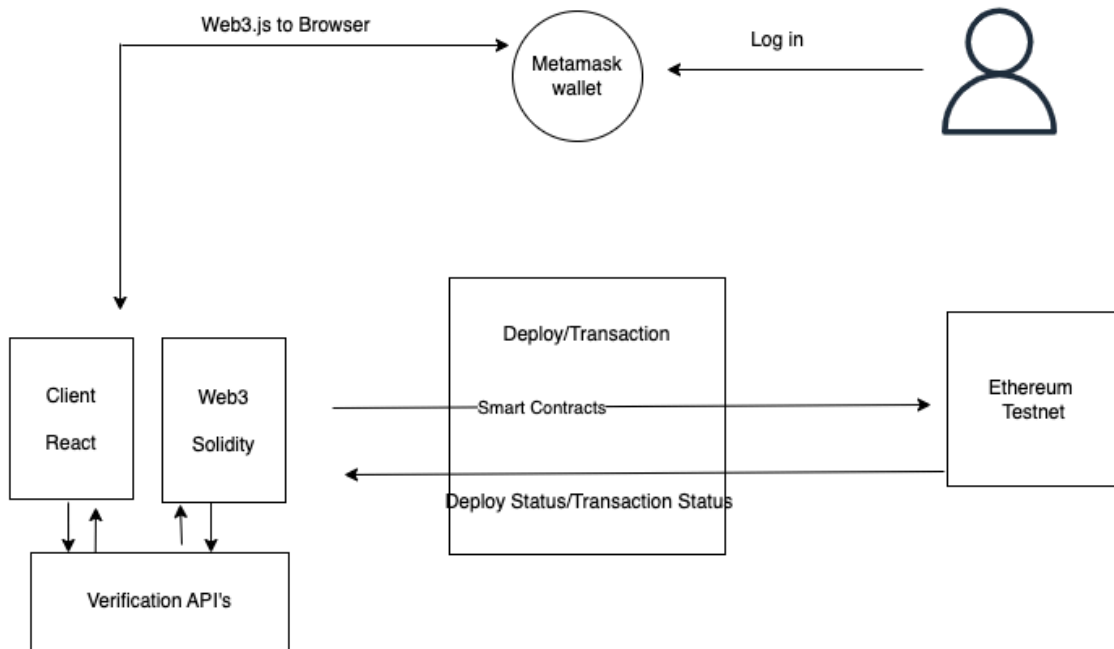 Web3.js to Browser
Log in
Metamask
wallet
Deploy/Transaction
Client
React
Web3
Solidity
Smart Contracts
Ethereum
Testnet
Deploy Status/Transaction Status
Verification API's